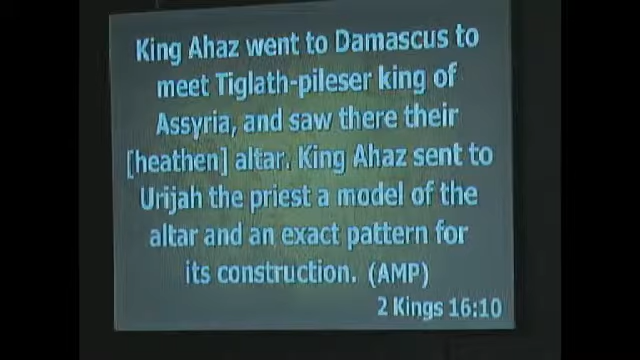 King Ahaz went to Damascus to
meet Tiglath-pileser king of
Assyria, and saw there their
[heathen] altar. King Ahaz sent to
Urijah the priest a model of the
altar and an exact pattern for
its construction. (AMP)
2 Kings 16:10